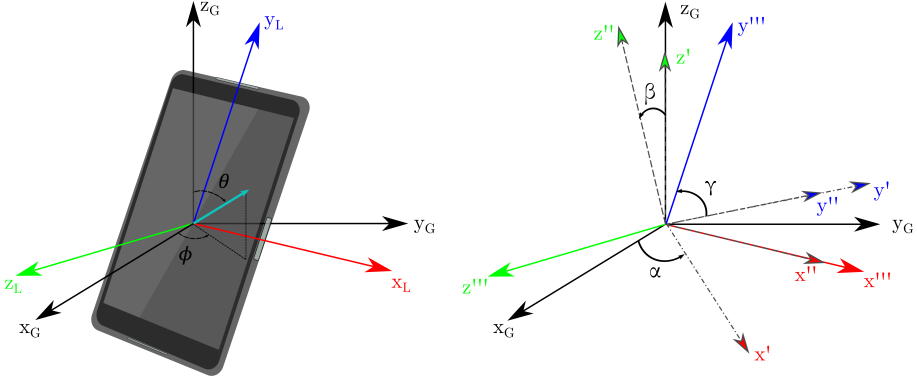 z_G
y_L
θ
y_G
ϕ
z_L
x_L
x_G
z_G
y'''
z''
z'
β
γ
y'
y''
y_G
α
x''
x'''
z'''
x_G
x'